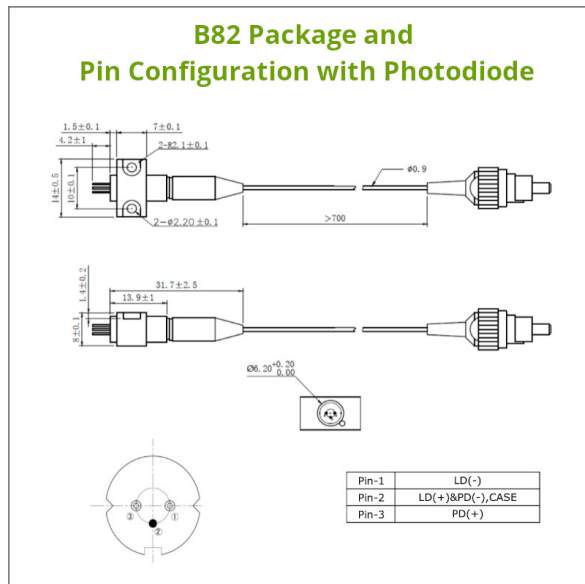 B82 Package and
Pin Configuration with Photodiode
1.5±0.1
7±0.1
4.2±1
2-R2.1±0.1
14±0.5
10±0.1
ø0.9
2-ø2.20±0.1
>700
31.7±2.5
1.4±0.2
13.9±1
8±0.1
Ø6.20+0.20
0.00
③
①
②
Pin-1 LD(-)
Pin-2 LD(+)&PD(-),CASE
Pin-3 PD(+)